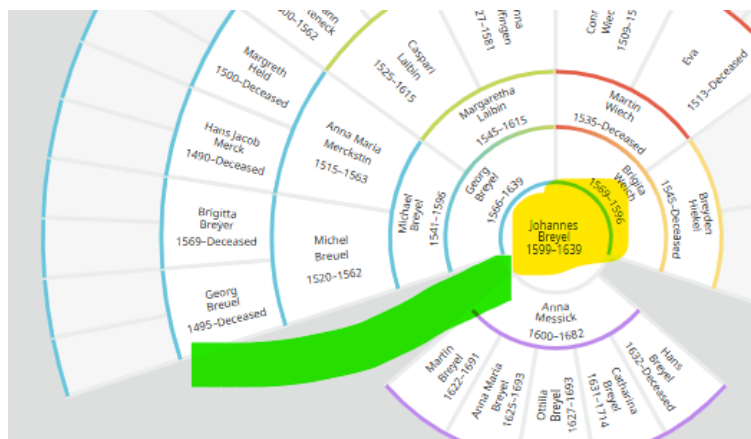 1500–1562
Margreth
Held
1500–Deceased
Hans Jacob
Merck
1490–Deceased
Brigitta
Breyer
1569–Deceased
Georg
Breuel
1495–Deceased
Anna Maria
Merckstin
1515–1563
Michel
Breuel
1520–1562
Caspari
Laibin
1525–1615
Michael
Breyel
1541–1596
Margaretha
Laibin
1545–1615
Georg
Breyel
1566–1639
Martin
Wiech
1535–Deceased
Eva
1513–Deceased
Brigita
Weich
1569–1596
Breyden
Hiekel
1545–Deceased
Johannes
Breyel
1599–1639
Anna
Messick
1600–1682
Martin
Breyel
1622–1691
Anna Maria
Breyel
1625–1693
Ottilia
Breyel
1627–1693
Catharina
Breyel
1631–1714
Hans
Breyel
1632–Deceased